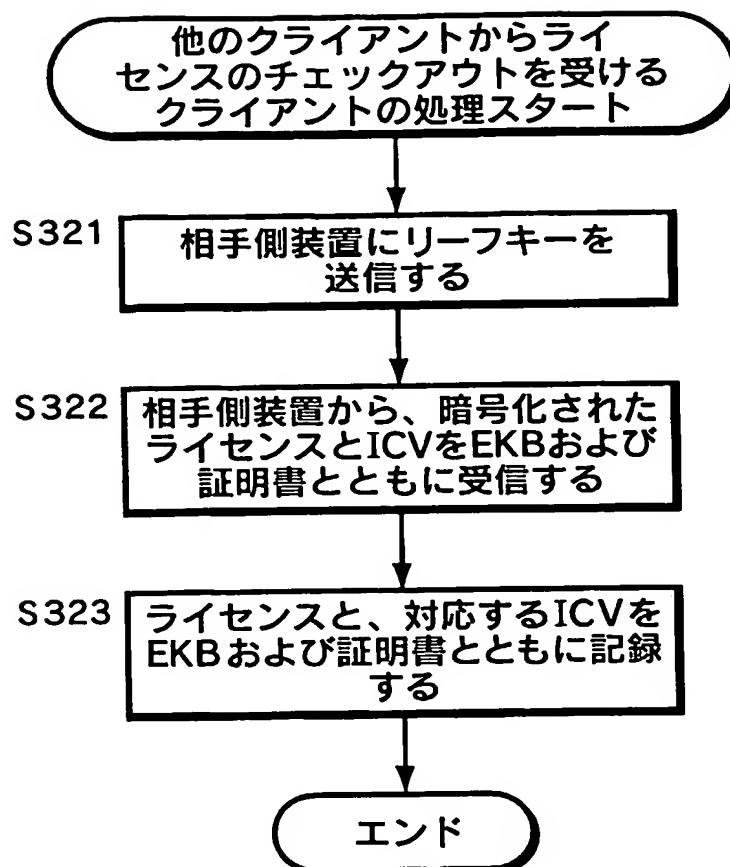 他のクライアントからライ
センスのチェックアウトを受ける
クライアントの処理スタート
S321
相手側装置にリーフキーを
送信する
S322
相手側装置から、暗号化された
ライセンスとICVをEKBおよび
証明書とともに受信する
S323
ライセンスと、対応するICVを
EKBおよび証明書とともに記録
する
エンド